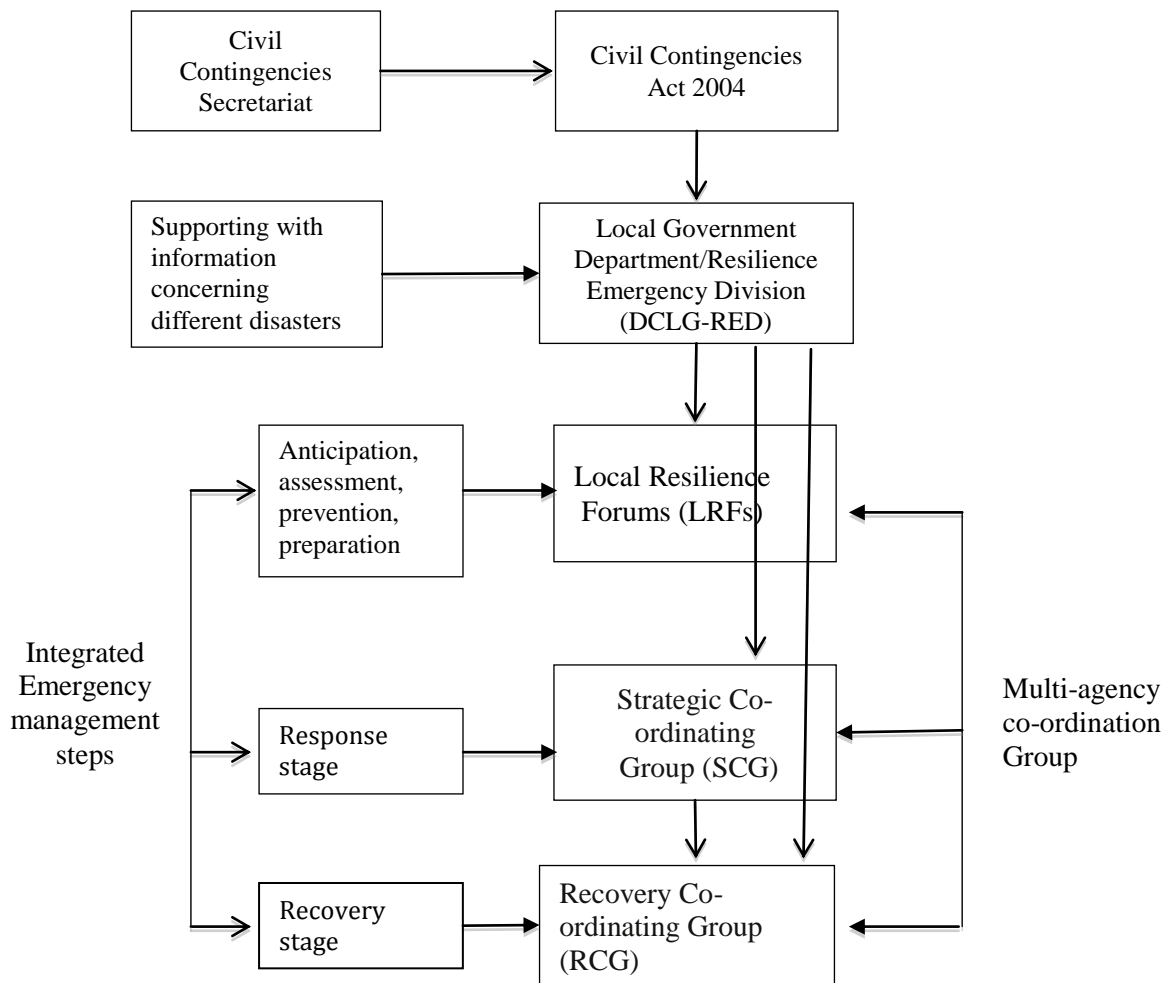 Civil
Contingencies
Secretariat
Civil Contingencies
Act 2004
Supporting with
information
concerning
different disasters
Local Government
Department/Resilience
Emergency Division
(DCLG-RED)
Anticipation,
assessment,
prevention,
preparation
Local Resilience
Forums (LRFs)
Integrated
Emergency
management
steps
Response
stage
Strategic Co-
ordinating
Group (SCG)
Multi-agency
co-ordination
Group
Recovery
stage
Recovery Co-
ordinating Group
(RCG)